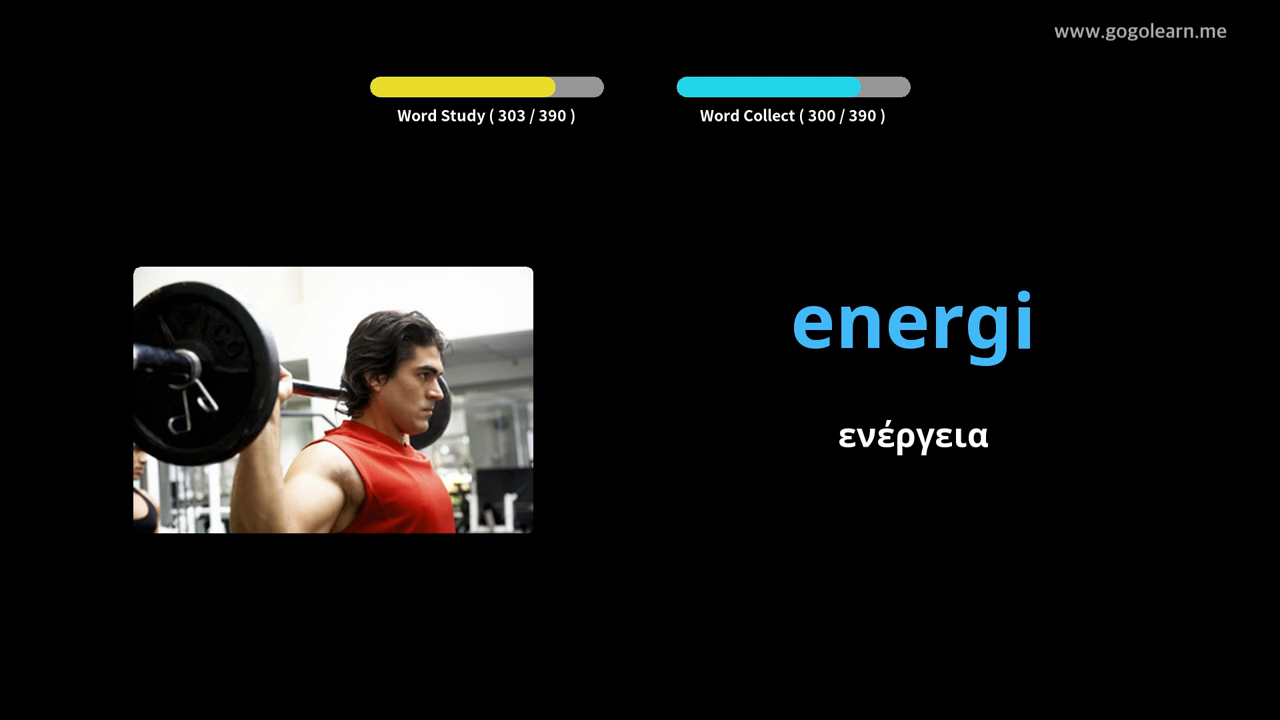 www.gogolearn.me
Word Study ( 303 / 390 )
Word Collect ( 300 / 390 )
energi
ενέργεια